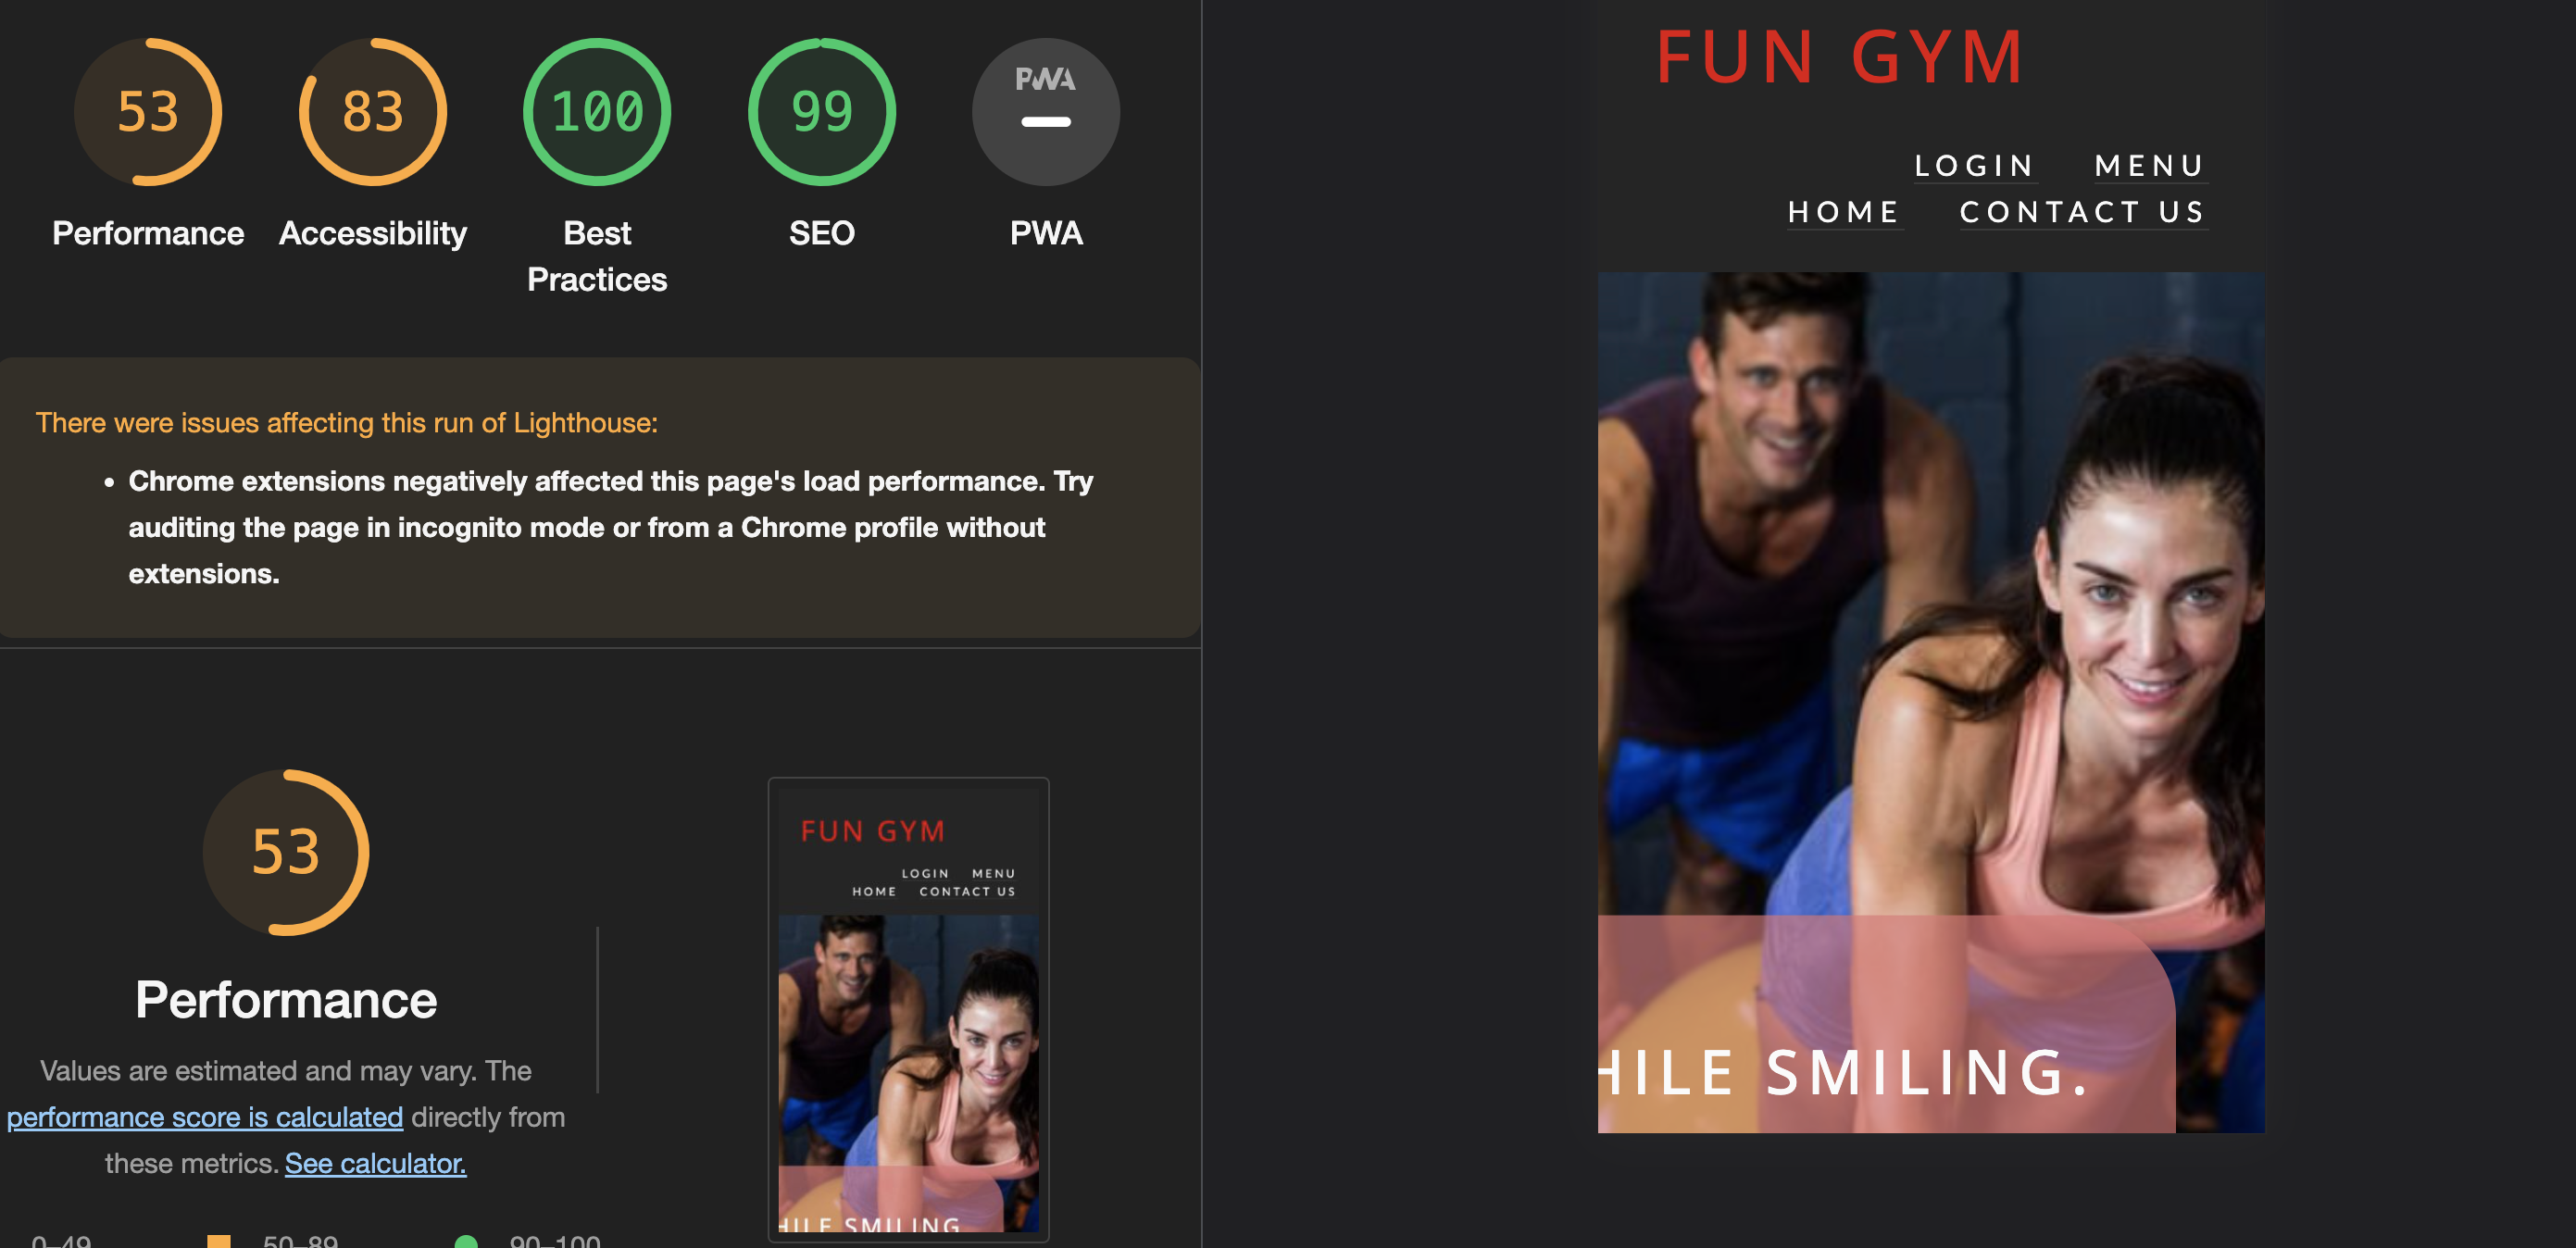 53
83
100
99
PWA
Performance
Accessibility
Best
Practices
SEO
PWA
There were issues affecting this run of Lighthouse:
Chrome extensions negatively affected this page's load performance. Try
auditing the page in incognito mode or from a Chrome profile without
extensions.
53
Performance
Values are estimated and may vary. The
performance score is calculated directly from
these metrics. See calculator.
0–49
50–89
90–100
FUN GYM
LOGIN MENU
HOME CONTACT US
HILE SMILING.
FUN GYM
LOGIN MENU
HOME CONTACT US
HILE SMILING.